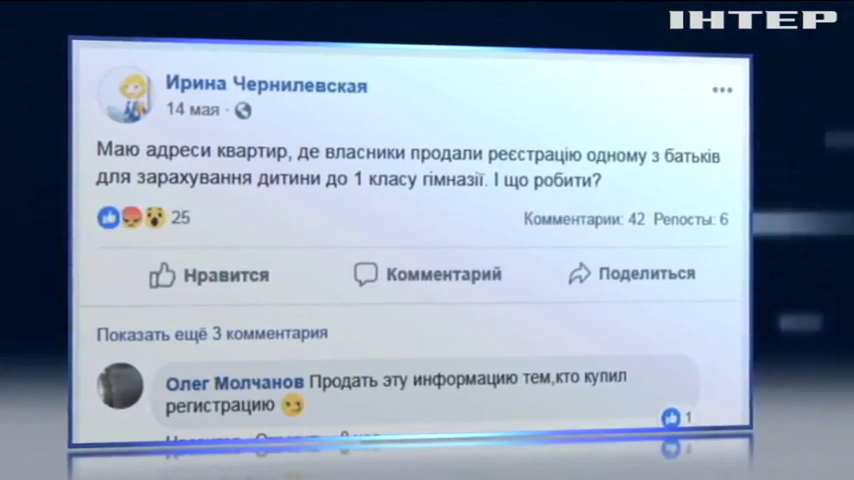 ІНТЕР
Ирина Чернилевская
14 мая ·
Маю адреси квартир, де власники продали реєстрацію одному з батьків
для зарахування дитини до 1 класу гімназії. І що робити?
25
Комментарии: 42 Репосты: 6
Нравится Комментарий Поделиться
Показать ещё 3 комментария
Олег Молчанов Продать эту информацию тем,кто купил
регистрацию
1